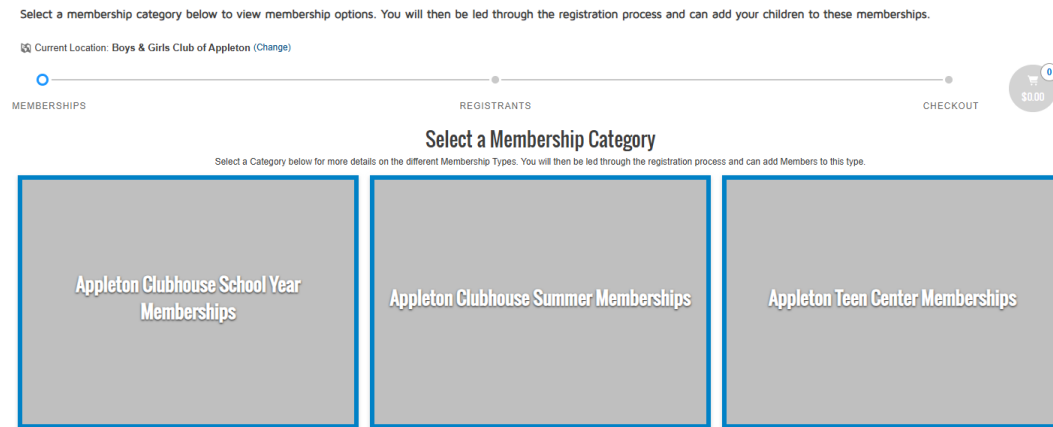 Select a membership category below to view membership options. You will then be led through the registration process and can add your children to these memberships.
Current Location: Boys & Girls Club of Appleton (Change)
0
$0.00
MEMBERSHIPS
REGISTRANTS
CHECKOUT
Select a Membership Category
Select a Category below for more details on the different Membership Types. You will then be led through the registration process and can add Members to this type.
Appleton Clubhouse School Year
Memberships
Appleton Clubhouse Summer Memberships
Appleton Teen Center Memberships